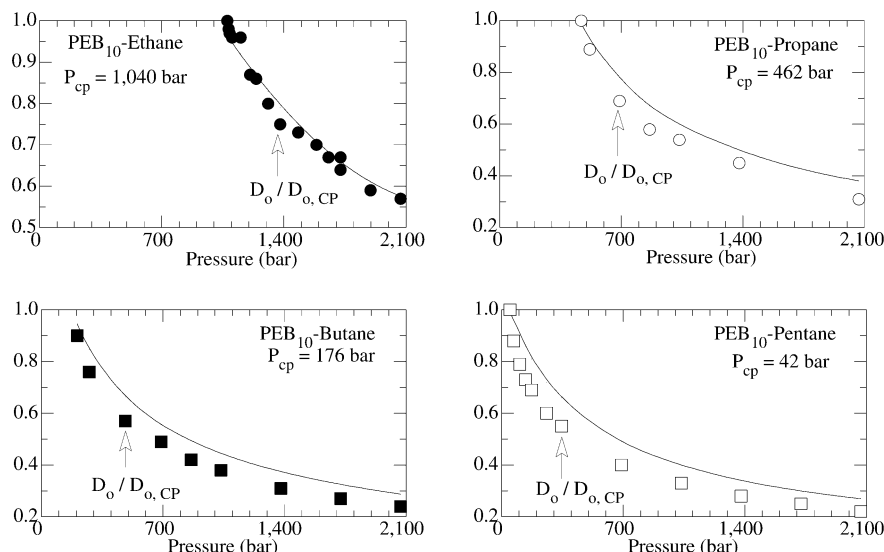 1.0
0.9
0.8
0.7
0.6
0.5
PEB10-Ethane
Pcp = 1,040 bar
Do / Do, CP
0 700 1,400 2,100
Pressure (bar)
1.0
0.8
0.6
0.4
0.2
PEB10-Propane
Pcp = 462 bar
Do / Do, CP
0 700 1,400 2,100
Pressure (bar)
1.0
0.8
0.6
0.4
0.2
PEB10-Butane
Pcp = 176 bar
Do / Do, CP
0 700 1,400 2,100
Pressure (bar)
1.0
0.8
0.6
0.4
0.2
PEB10-Pentane
Pcp = 42 bar
Do / Do, CP
0 700 1,400 2,100
Pressure (bar)